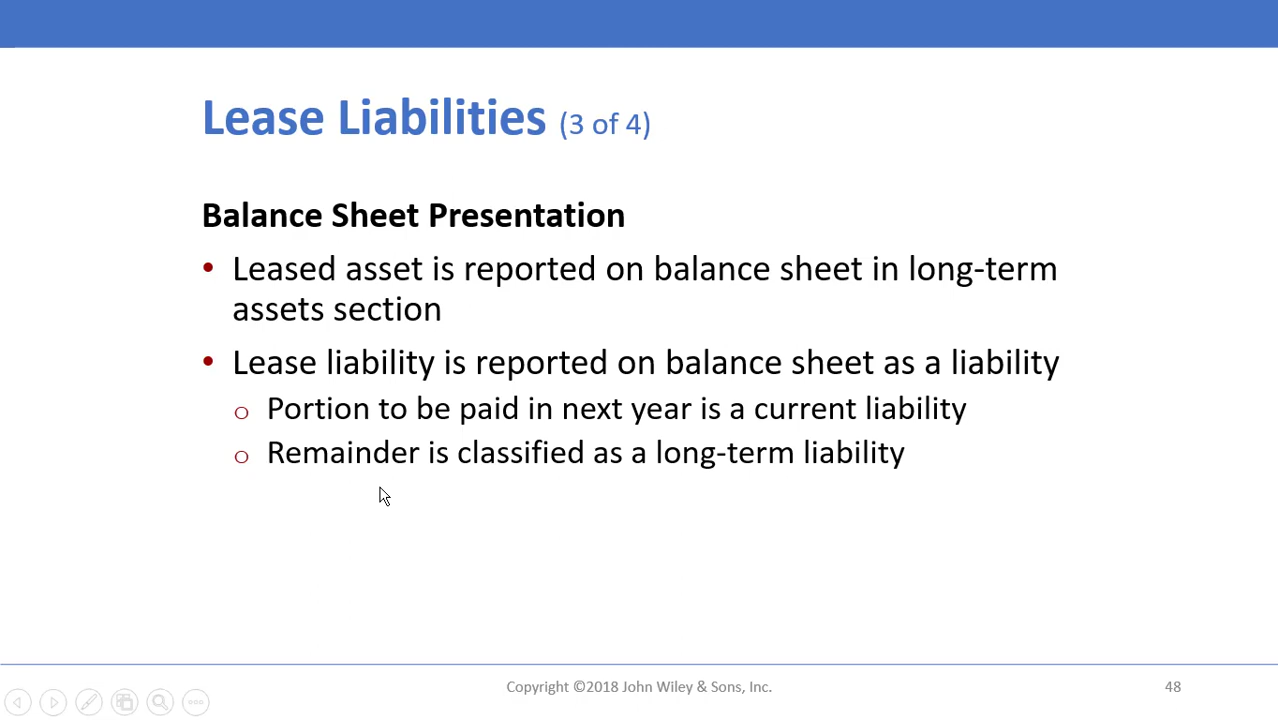 Lease Liabilities (3 of 4)
Balance Sheet Presentation
• Leased asset is reported on balance sheet in long-term
assets section
• Lease liability is reported on balance sheet as a liability
o Portion to be paid in next year is a current liability
o Remainder is classified as a long-term liability
Copyright ©2018 John Wiley & Sons, Inc.
48